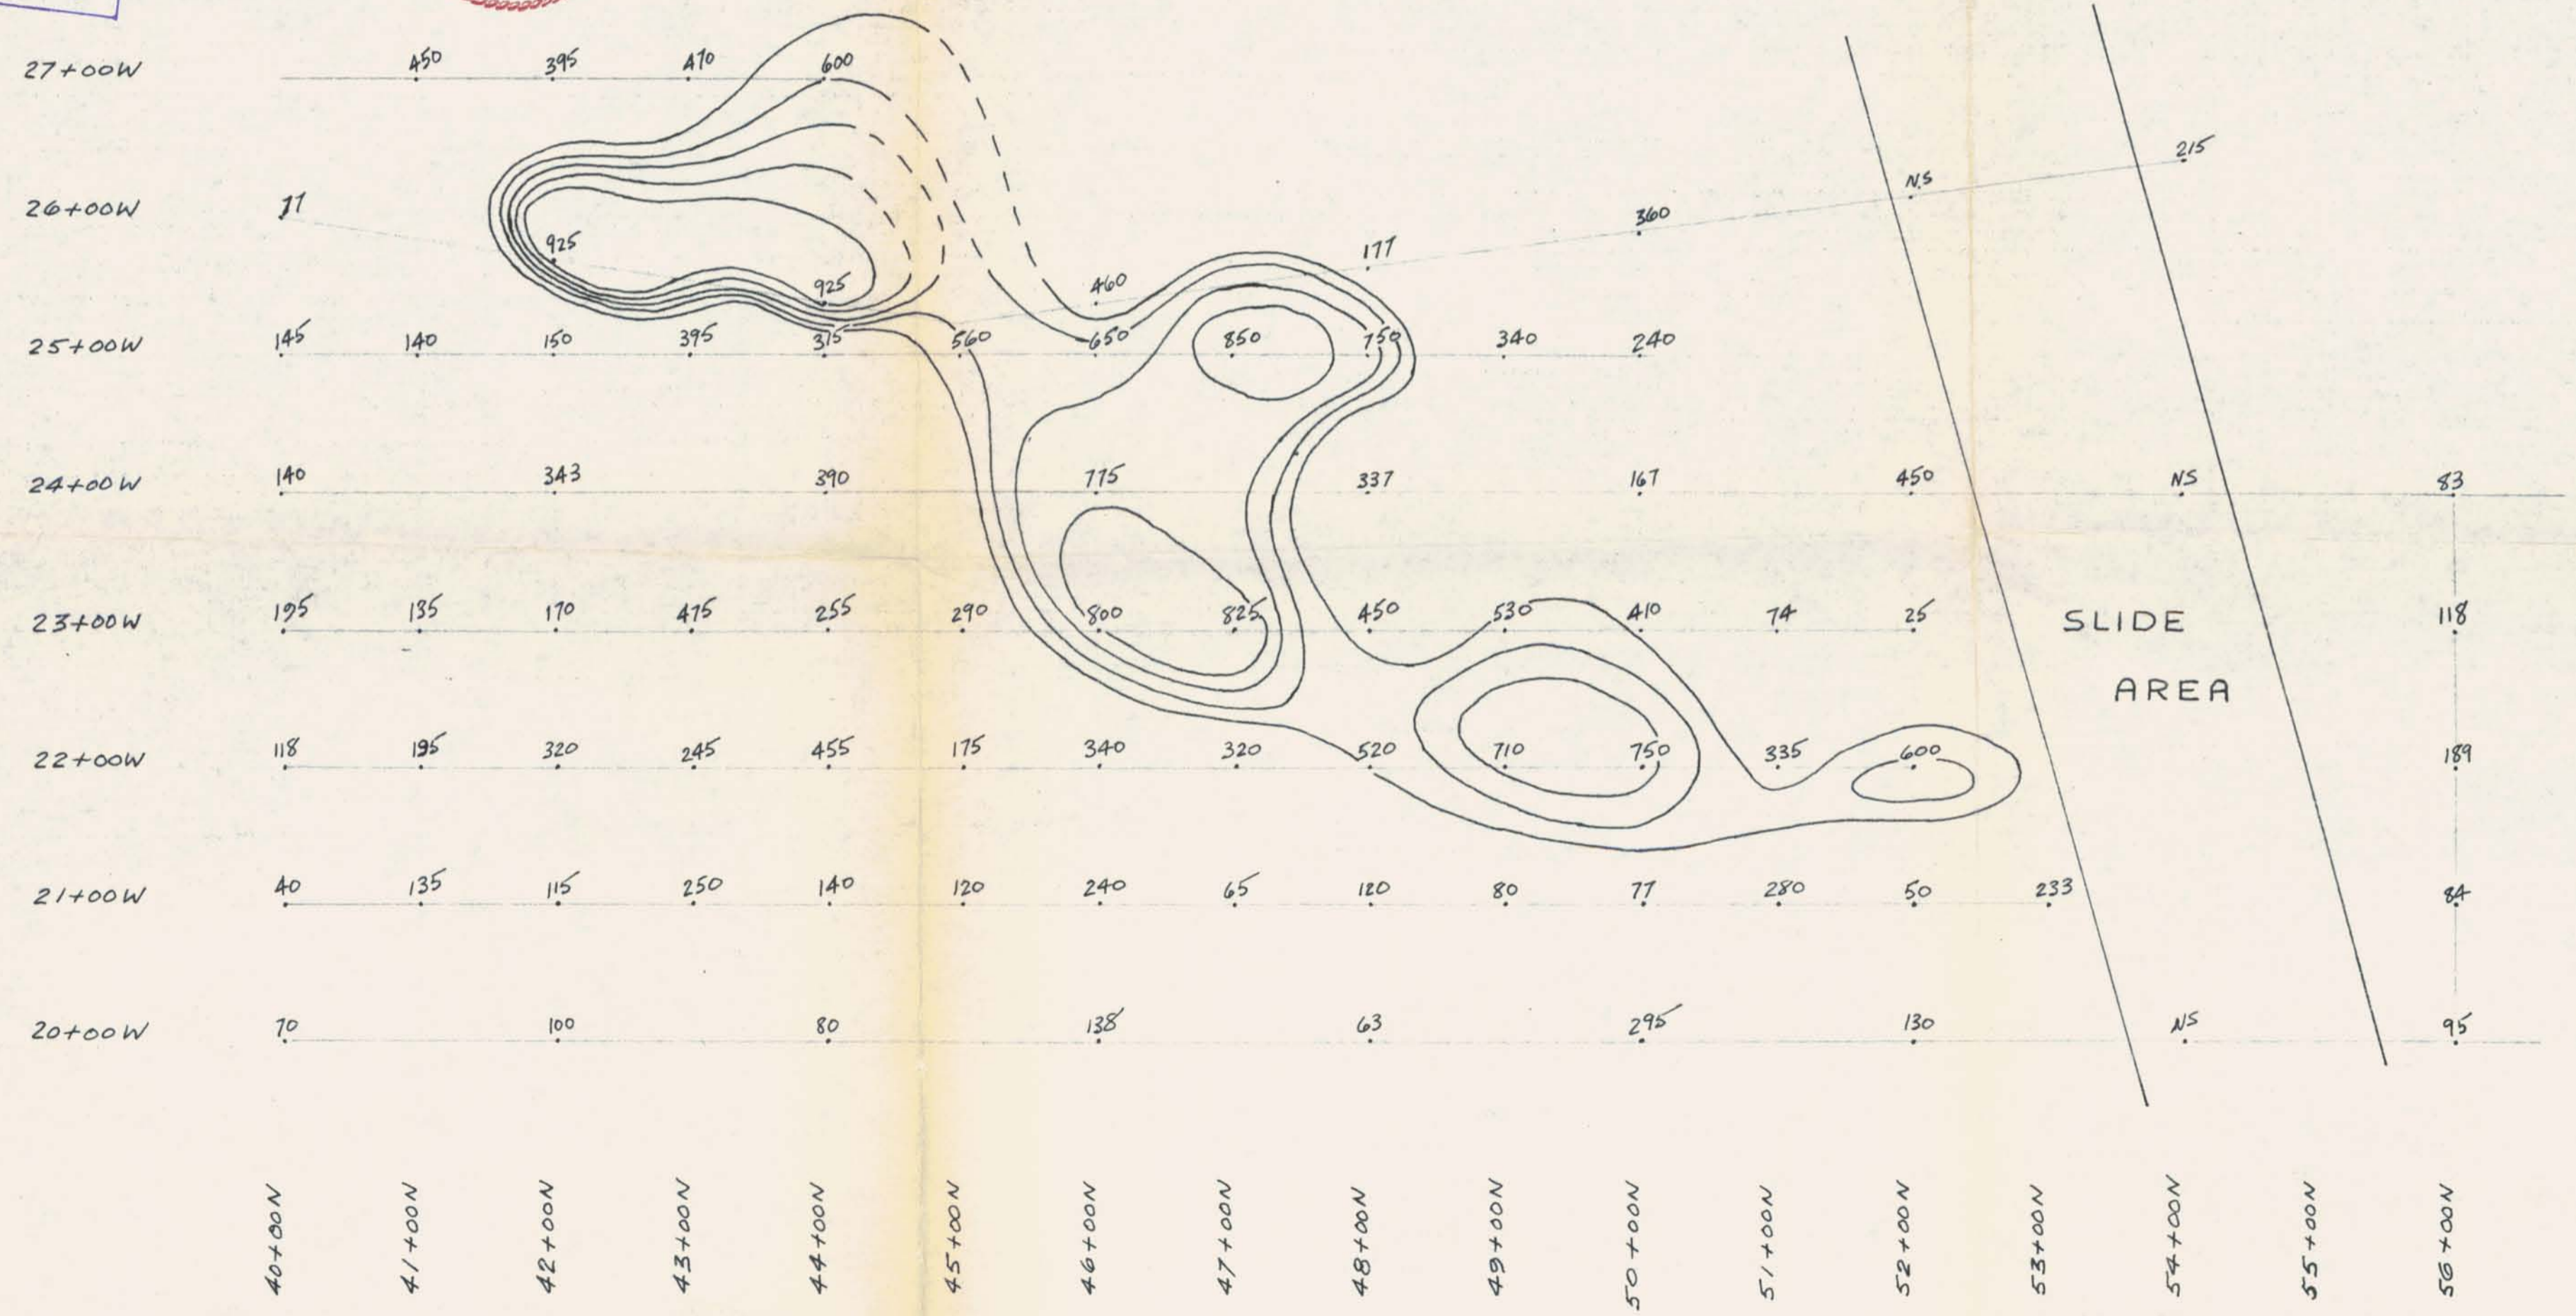 27+00W 450 395 470 600
215
N.S
26+00W 77 360
925 177
925 460
25+00W 145 140 150 395 315 560 650 850 750 340 240
24+00W 140 343 390 775 337 167 450 NS 83
23+00W 195 135 170 475 255 290 800 825 450 530 410 74 25 SLIDE 118
AREA
22+00W 118 195 320 245 455 175 340 320 520 710 750 335 600 189
21+00W 40 135 115 250 140 120 240 65 120 80 77 280 50 233 84
20+00W 70 100 80 138 63 295 130 NS 95
40+00N 41+00N 42+00N 43+00N 44+00N 45+00N 46+00N 47+00N 48+00N 49+00N 50+00N 51+00N 52+00N 53+00N 54+00N 55+00N 56+00N